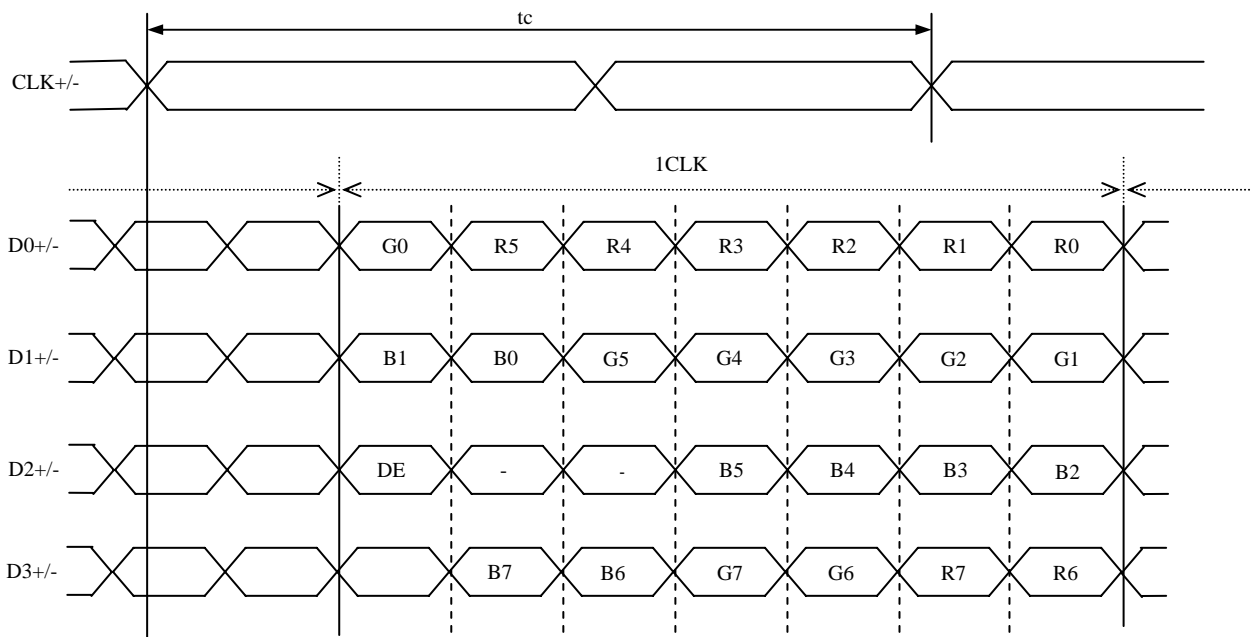 tc
CLK+/-
1CLK
D0+/- G0 R5 R4 R3 R2 R1 R0
D1+/- B1 B0 G5 G4 G3 G2 G1
D2+/- DE - - B5 B4 B3 B2
D3+/- B7 B6 G7 G6 R7 R6